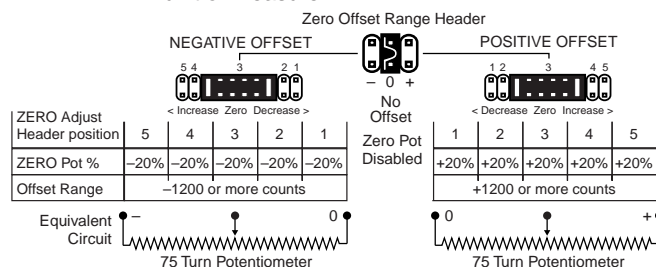 Zero Offset Range Header
NEGATIVE OFFSET
POSITIVE OFFSET
5 4 3 2 1
1 2 3 4 5
– 0 +
< Increase Zero Decrease >
No Offset
< Decrease Zero Increase >
ZERO Adjust
Header position 5 4 3 2 1
Zero Pot
Disabled
1 2 3 4 5
ZERO Pot % –20% –20% –20% –20% –20%
+20% +20% +20% +20% +20%
Offset Range –1200 or more counts
+1200 or more counts
Equivalent
Circuit
– 0
0 +
75 Turn Potentiometer
75 Turn Potentiometer